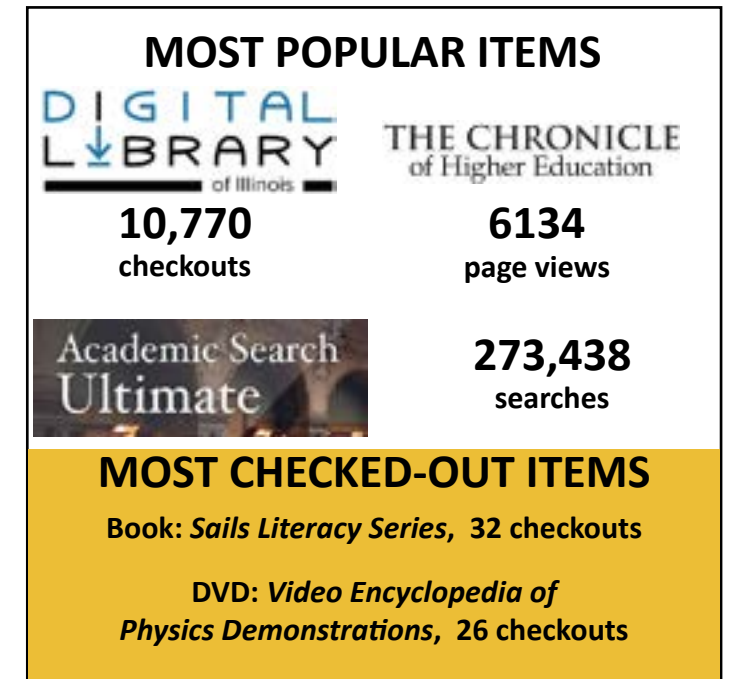 MOST POPULAR ITEMS
DIGITAL
LIBRARY
of Illinois
10,770
checkouts
THE CHRONICLE
of Higher Education
6134
page views
Academic Search
Ultimate
273,438
searches
MOST CHECKED-OUT ITEMS
Book: Sails Literacy Series, 32 checkouts
DVD: Video Encyclopedia of
Physics Demonstrations, 26 checkouts